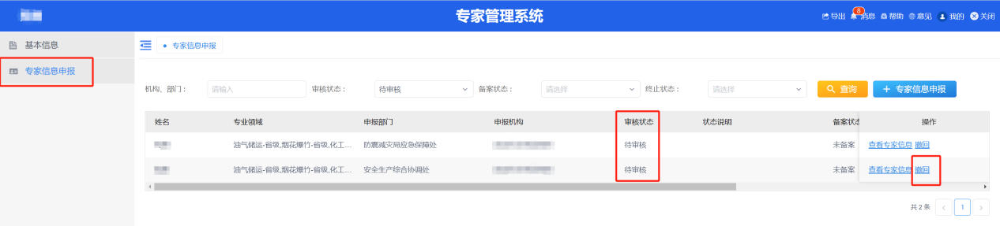 专家管理系统
导出 8 消息 帮助 意见 我的 关闭
基本信息
专家信息申报
专家信息申报
机构、部门： 请输入 审核状态： 待审核 备案状态： 请选择 终止状态： 请选择 查询 + 专家信息申报
姓名 专业领域 申报部门 申报机构 审核状态 状态说明 备案状态 操作
油气储运-省级,烟花爆竹-省级,化工... 防震减灾局应急保障处 待审核 未备案 查看专家信息 撤回
油气储运-省级,烟花爆竹-省级,化工... 安全生产综合协调处 待审核 未备案 查看专家信息 撤回
共 2 条 < 1 >